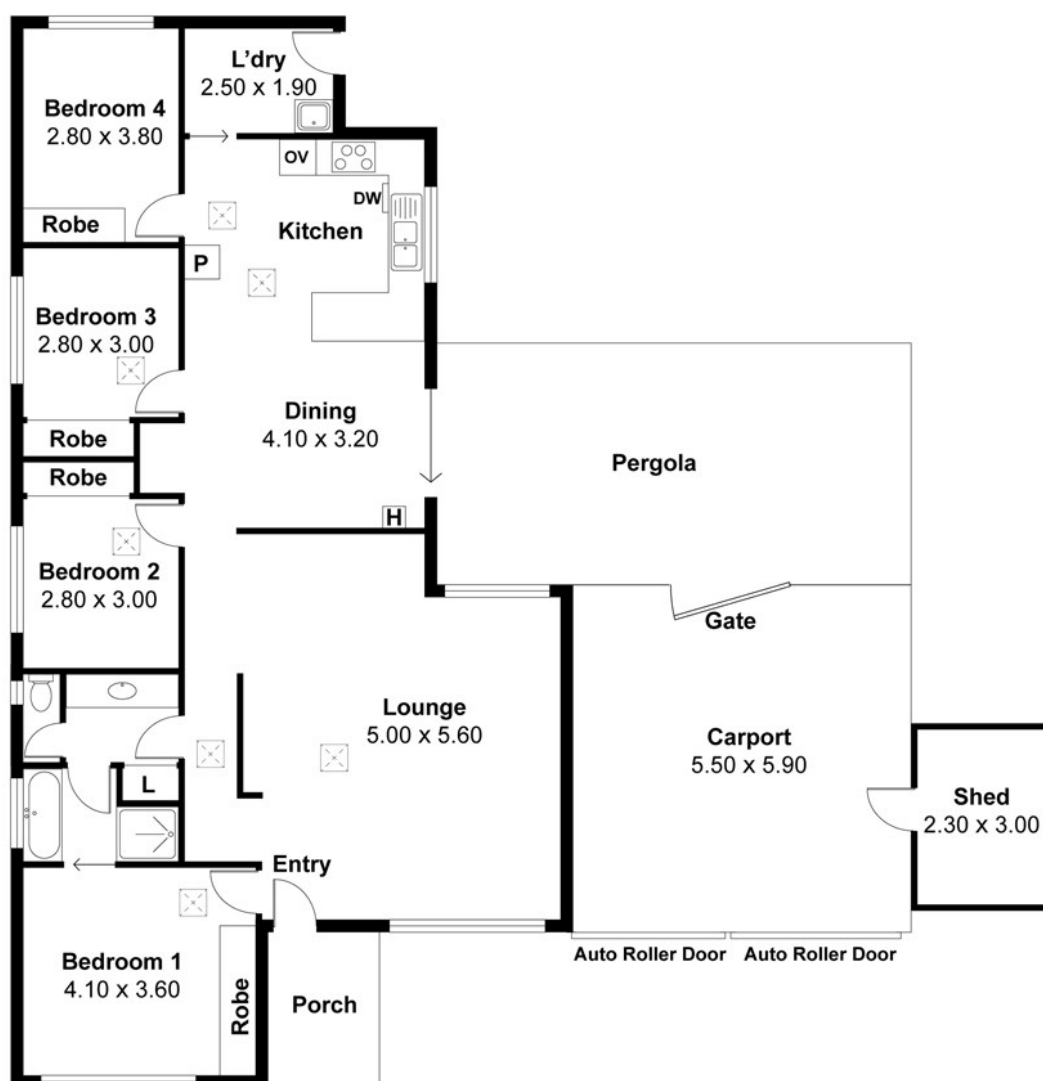 L'dry
2.50 x 1.90
Bedroom 4
2.80 x 3.80
OV
DW
Robe
Kitchen
P
Bedroom 3
2.80 x 3.00
Dining
4.10 x 3.20
Robe
Pergola
Robe
H
Bedroom 2
2.80 x 3.00
Gate
Lounge
5.00 x 5.60
Carport
5.50 x 5.90
L
Shed
2.30 x 3.00
Entry
Bedroom 1
4.10 x 3.60
Robe
Porch
Auto Roller Door
Auto Roller Door